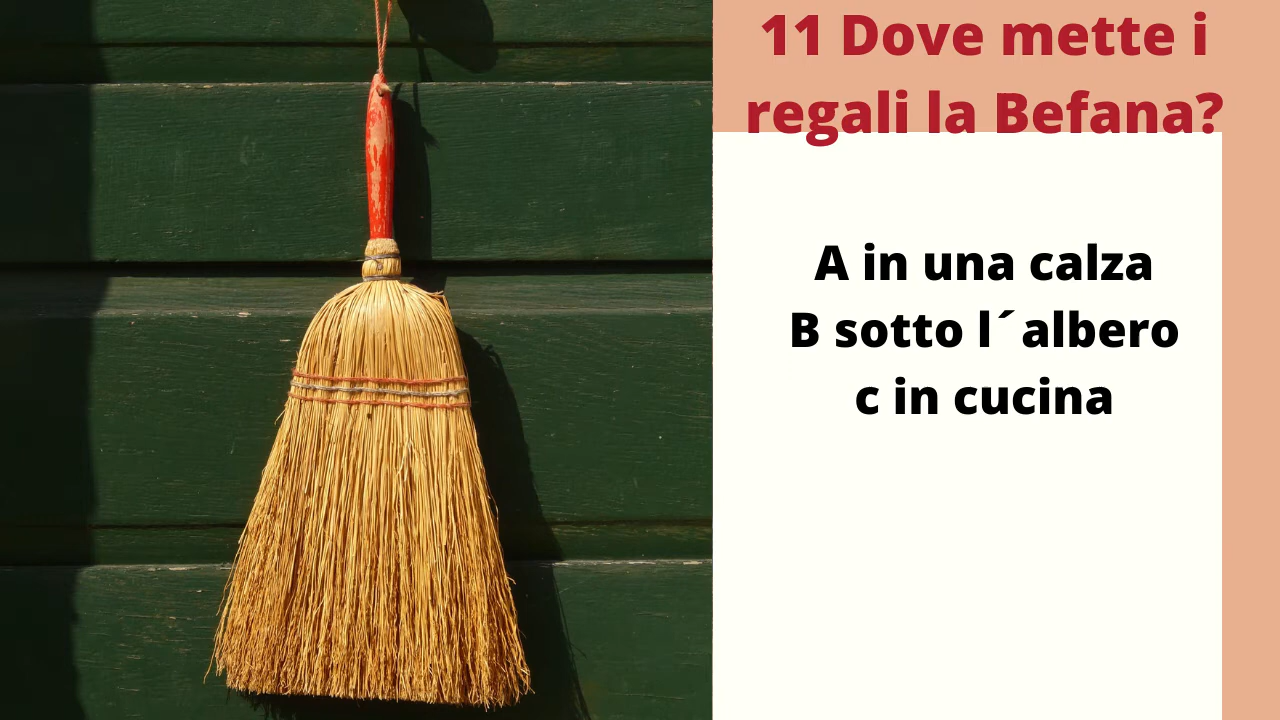 11 Dove mette i
regali la Befana?
A in una calza
B sotto l´albero
c in cucina